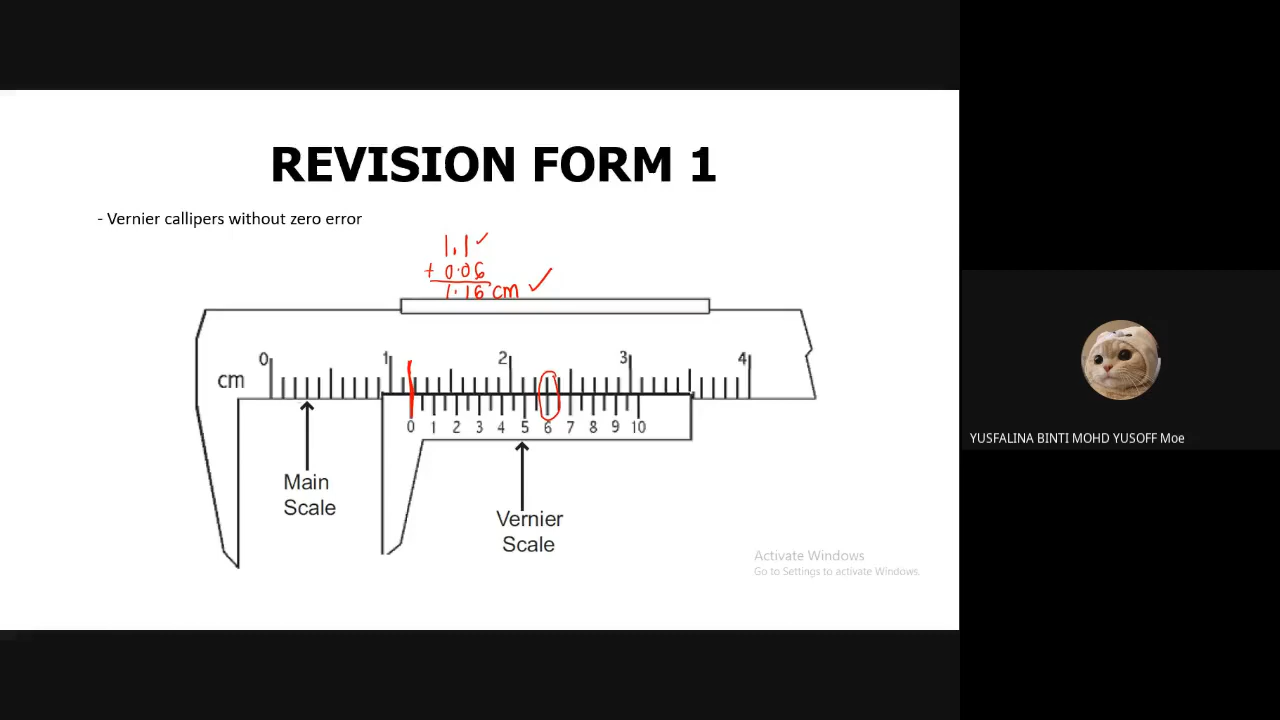 REVISION FORM 1
- Vernier callipers without zero error
1.1
+ 0.06
1.16 cm
0 1 2 3 4
cm
0 1 2 3 4 5 6 7 8 9 10
Main
Scale
Vernier
Scale
Activate Windows
Go to Settings to activate Windows.
YUSFALINA BINTI MOHD YUSOFF Moe